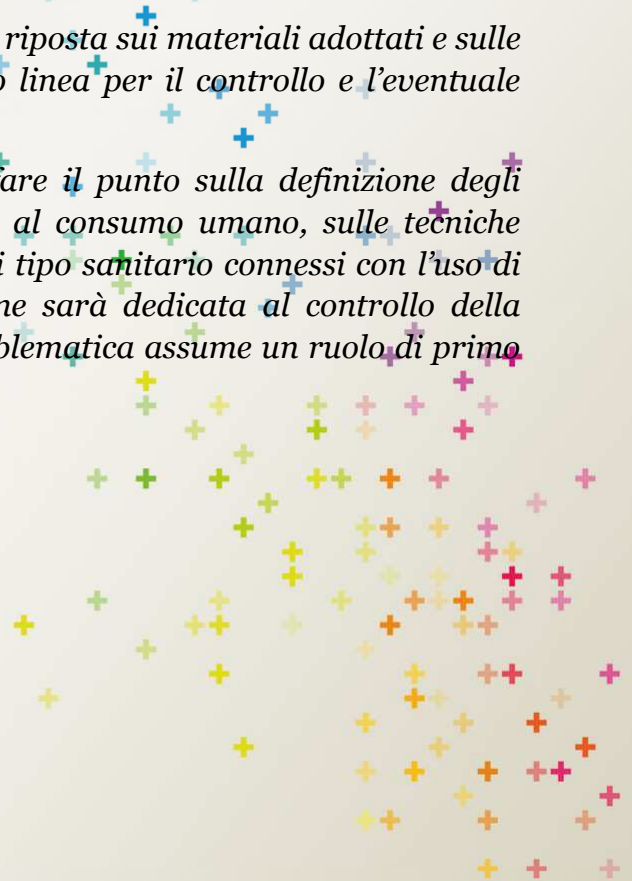 riposta sui materiali adottati e sulle
linea per il controllo e l’eventuale
fare il punto sulla definizione degli
al consumo umano, sulle tecniche
i tipo sanitario connessi con l’uso di
ne sarà dedicata al controllo della
blematica assume un ruolo di primo